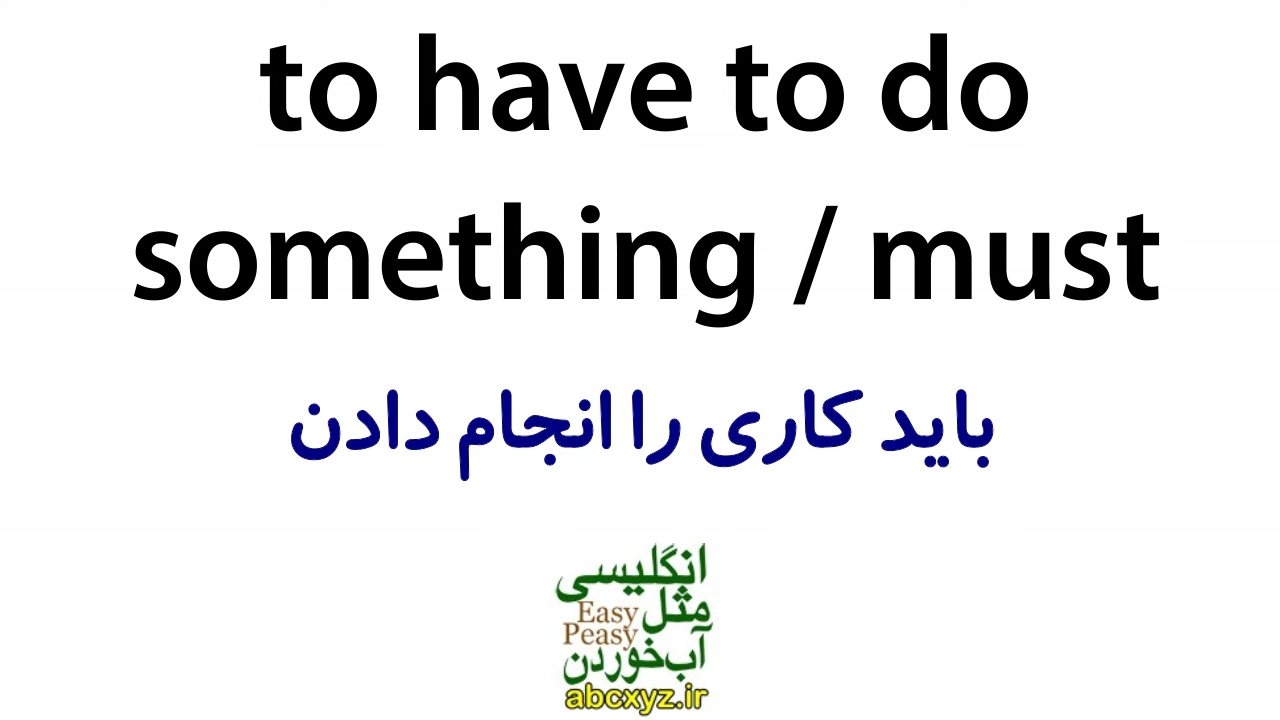 to have to do
something / must
باید کاری را انجام دادن
انگلیسی
مثل
Easy
Peasy
آب خوردن
abcxyz.ir